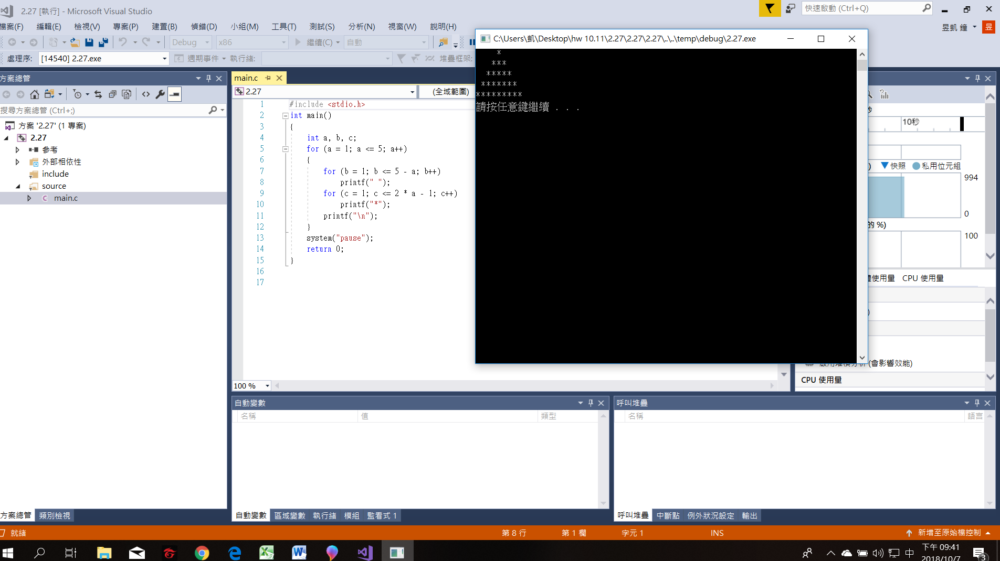 2.27 [執行] - Microsoft Visual Studio
快速啟動 (Ctrl+Q)
檔案(F) 編輯(E) 檢視(V) 專案(P) 建置(B) 偵錯(D) 小組(M) 工具(T) 測試(S) 分析(N) 視窗(W) 說明(H)
昱凱 鐘
昱
Debug x86 繼續(C) 自動
處理序: [14540] 2.27.exe 週期事件 執行緒: 堆疊框架:
C:\Users\凱\Desktop\hw 10.11\2.27\2.27\2.27\..\..\temp\debug\2.27.exe
*
***
*****
*******
*********
請按任意鍵繼續 . . .
方案總管
搜尋方案總管 (Ctrl+;)
方案 '2.27' (1 專案)
2.27
參考
外部相依性
include
source
main.c
方案總管 類別檢視
main.c
2.27 (全域範圍)
1 #include <stdio.h>
2 int main()
3 {
4 int a, b, c;
5 for (a = 1; a <= 5; a++)
6 {
7 for (b = 1; b <= 5 - a; b++)
8 printf(" ");
9 for (c = 1; c <= 2 * a - 1; c++)
10 printf("*");
11 printf("\n");
12 }
13 system("pause");
14 return 0;
15 }
16
17
100 %
秒
10秒
) 快照 私用位元組
994
0
的 %)
100
使用量 CPU 使用量
)
(會影響效能)
CPU 使用量
自動變數
名稱 值 類型
自動變數 區域變數 執行緒 模組 監看式 1
呼叫堆疊
名稱 語言
呼叫堆疊 中斷點 例外狀況設定 輸出
就緒 第 8 行 第 1 欄 字元 1 INS 新增至原始檔控制
中
下午 09:41
2018/10/7
3